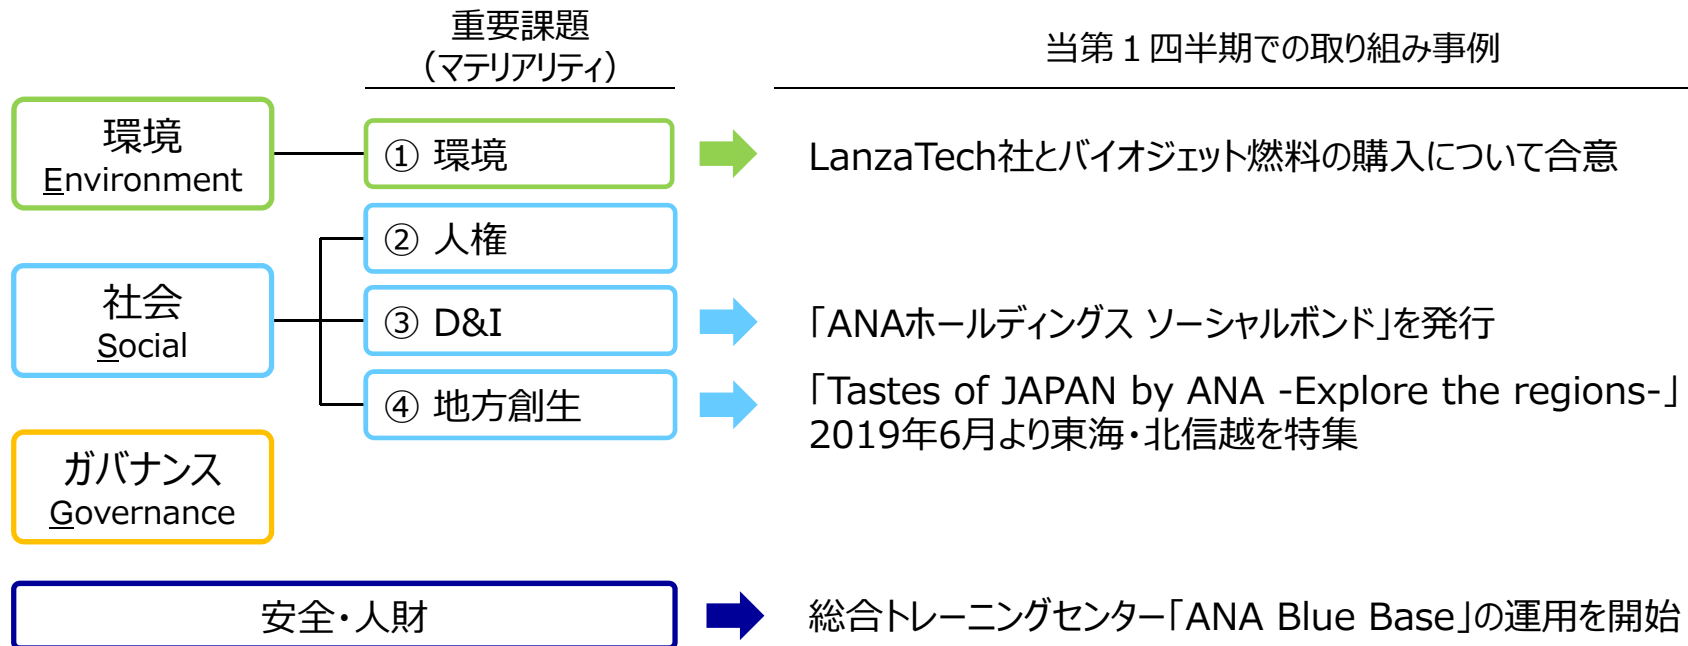 重要課題
（マテリアリティ）
当第１四半期での取り組み事例
環境
Environment
① 環境
LanzaTech社とバイオジェット燃料の購入について合意
② 人権
社会
Social
③ D&I
「ANAホールディングス ソーシャルボンド」を発行
④ 地方創生
「Tastes of JAPAN by ANA -Explore the regions-」
2019年6月より東海・北信越を特集
ガバナンス
Governance
安全・人財
総合トレーニングセンター「ANA Blue Base」の運用を開始